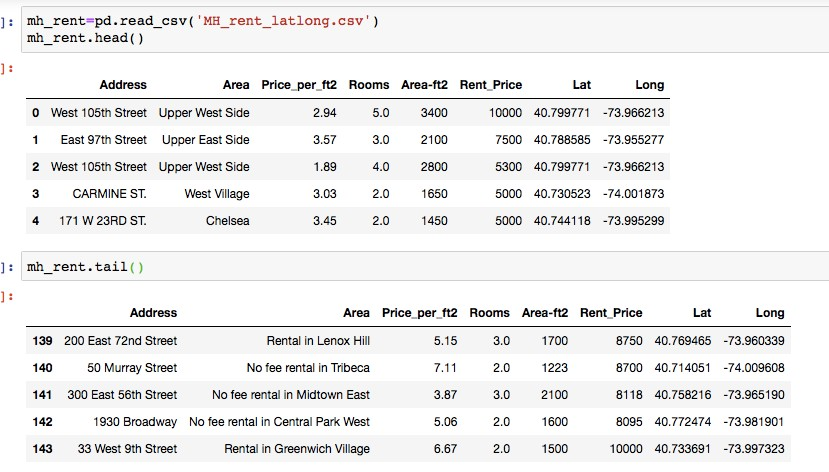 ]: mh_rent=pd.read_csv('MH_rent_latlong.csv')
mh_rent.head()
]:
Address Area Price_per_ft2 Rooms Area-ft2 Rent_Price Lat Long
0 West 105th Street Upper West Side 2.94 5.0 3400 10000 40.799771 -73.966213
1 East 97th Street Upper East Side 3.57 3.0 2100 7500 40.788585 -73.955277
2 West 105th Street Upper West Side 1.89 4.0 2800 5300 40.799771 -73.966213
3 CARMINE ST. West Village 3.03 2.0 1650 5000 40.730523 -74.001873
4 171 W 23RD ST. Chelsea 3.45 2.0 1450 5000 40.744118 -73.995299
]: mh_rent.tail()
]:
Address Area Price_per_ft2 Rooms Area-ft2 Rent_Price Lat Long
139 200 East 72nd Street Rental in Lenox Hill 5.15 3.0 1700 8750 40.769465 -73.960339
140 50 Murray Street No fee rental in Tribeca 7.11 2.0 1223 8700 40.714051 -74.009608
141 300 East 56th Street No fee rental in Midtown East 3.87 3.0 2100 8118 40.758216 -73.965190
142 1930 Broadway No fee rental in Central Park West 5.06 2.0 1600 8095 40.772474 -73.981901
143 33 West 9th Street Rental in Greenwich Village 6.67 2.0 1500 10000 40.733691 -73.997323